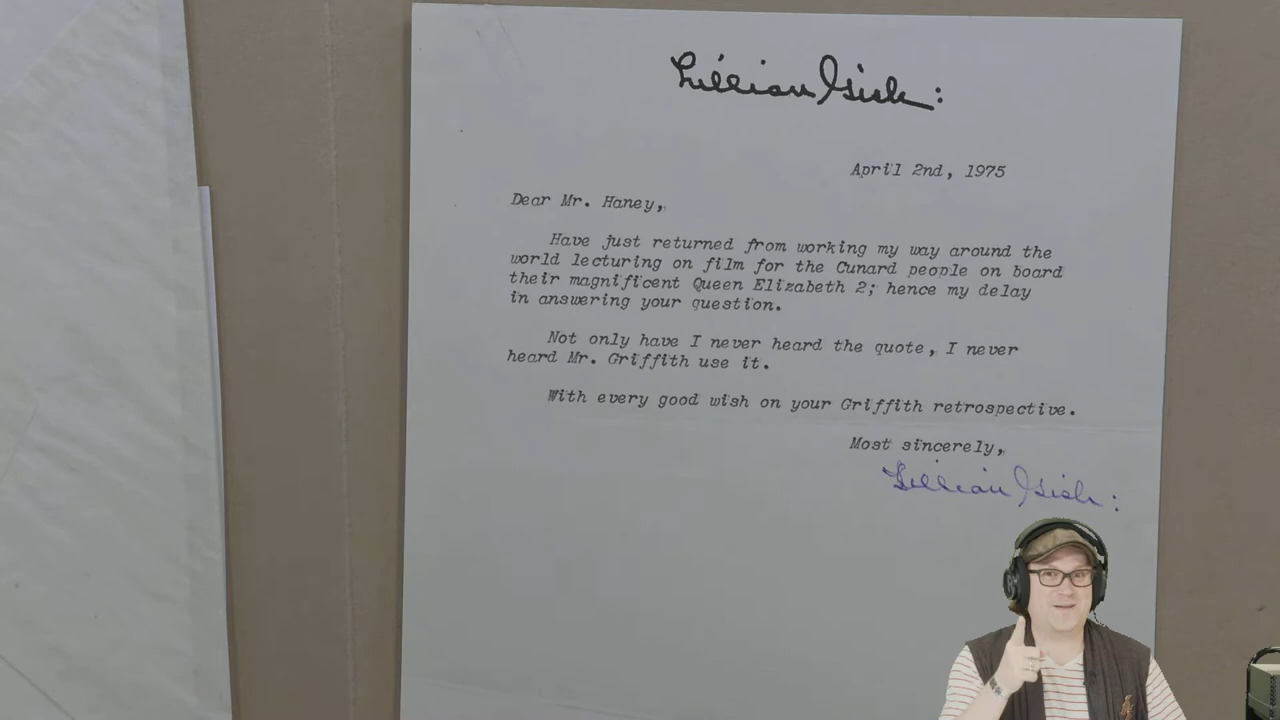 Lillian Gish:
April 2nd, 1975
Dear Mr. Haney,
Have just returned from working my way around the
world lecturing on film for the Cunard people on board
their magnificent Queen Elizabeth 2; hence my delay
in answering your question.
Not only have I never heard the quote, I never
heard Mr. Griffith use it.
With every good wish on your Griffith retrospective.
Most sincerely,
Lillian Gish: